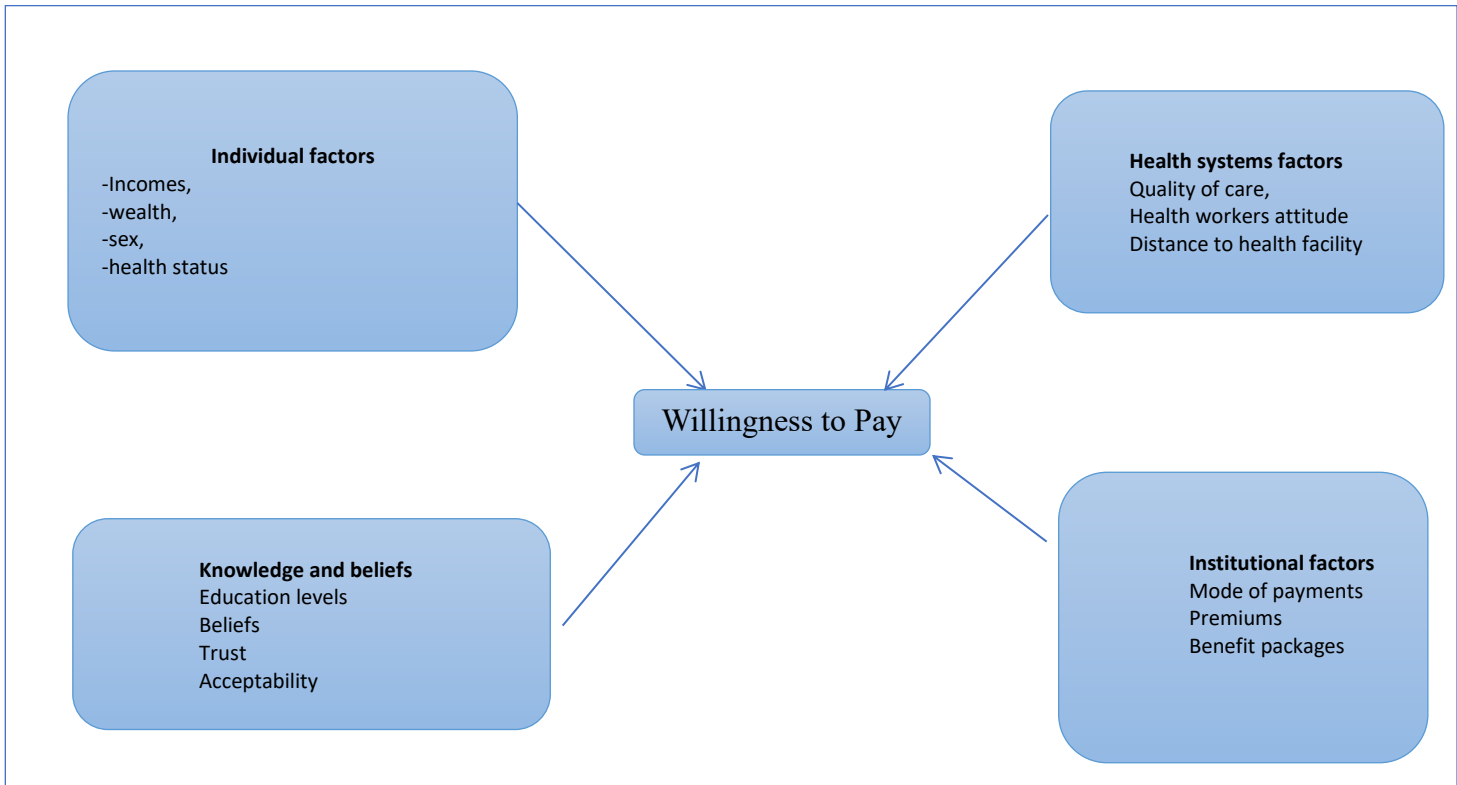 Individual factors
-Incomes,
-wealth,
-sex,
-health status
Health systems factors
Quality of care,
Health workers attitude
Distance to health facility
Willingness to Pay
Knowledge and beliefs
Education levels
Beliefs
Trust
Acceptability
Institutional factors
Mode of payments
Premiums
Benefit packages